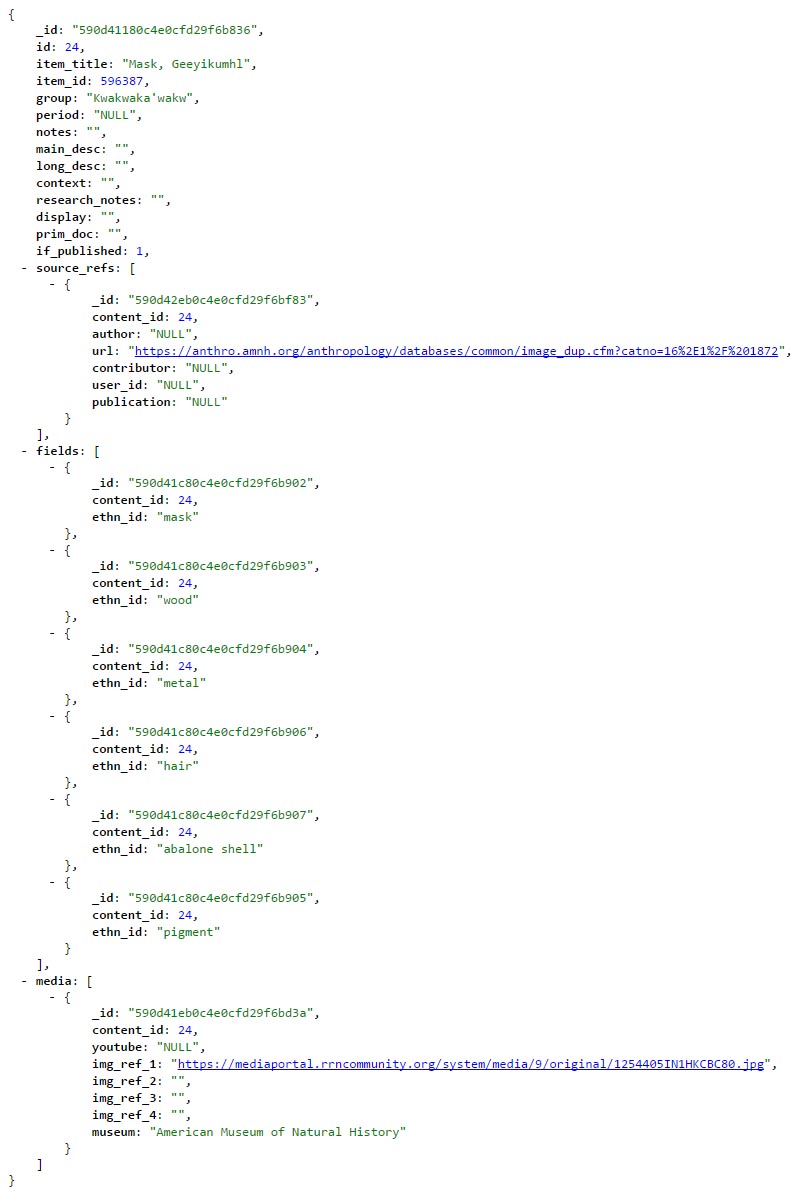 {
_id: "590d41180c4e0cfd29f6b836",
id: 24,
item_title: "Mask, Geeyikumhl",
item_id: 596387,
group: "Kwakwaka'wakw",
period: "NULL",
notes: "",
main_desc: "",
long_desc: "",
context: "",
research_notes: "",
display: "",
prim_doc: "",
if_published: 1,
- source_refs: [
- {
_id: "590d42eb0c4e0cfd29f6bf83",
content_id: 24,
author: "NULL",
url: "https://anthro.amnh.org/anthropology/databases/common/image_dup.cfm?catno=16%2E1%2F%201872",
contributor: "NULL",
user_id: "NULL",
publication: "NULL"
}
],
- fields: [
- {
_id: "590d41c80c4e0cfd29f6b902",
content_id: 24,
ethn_id: "mask"
},
- {
_id: "590d41c80c4e0cfd29f6b903",
content_id: 24,
ethn_id: "wood"
},
- {
_id: "590d41c80c4e0cfd29f6b904",
content_id: 24,
ethn_id: "metal"
},
- {
_id: "590d41c80c4e0cfd29f6b906",
content_id: 24,
ethn_id: "hair"
},
- {
_id: "590d41c80c4e0cfd29f6b907",
content_id: 24,
ethn_id: "abalone shell"
},
- {
_id: "590d41c80c4e0cfd29f6b905",
content_id: 24,
ethn_id: "pigment"
}
],
- media: [
- {
_id: "590d41eb0c4e0cfd29f6bd3a",
content_id: 24,
youtube: "NULL",
img_ref_1: "https://mediaportal.rrncommunity.org/system/media/9/original/1254405IN1HKCBC80.jpg",
img_ref_2: "",
img_ref_3: "",
img_ref_4: "",
museum: "American Museum of Natural History"
}
]
}